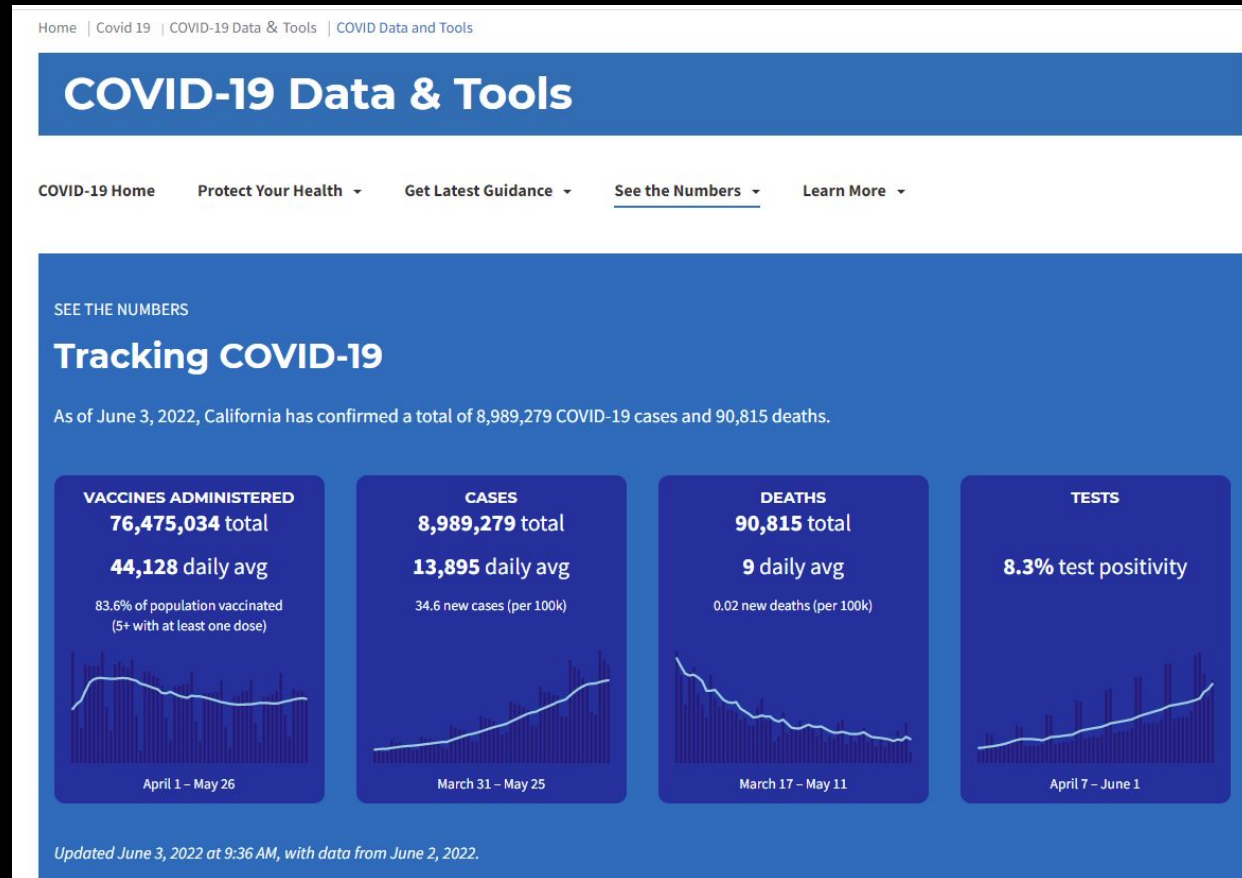 Home | Covid 19 | COVID-19 Data & Tools | COVID Data and Tools
COVID-19 Data & Tools
COVID-19 Home Protect Your Health Get Latest Guidance See the Numbers Learn More
SEE THE NUMBERS
Tracking COVID-19
As of June 3, 2022, California has confirmed a total of 8,989,279 COVID-19 cases and 90,815 deaths.
VACCINES ADMINISTERED
76,475,034 total
44,128 daily avg
83.6% of population vaccinated
(5+ with at least one dose)
April 1 – May 26
CASES
8,989,279 total
13,895 daily avg
34.6 new cases (per 100k)
March 31 – May 25
DEATHS
90,815 total
9 daily avg
0.02 new deaths (per 100k)
March 17 – May 11
TESTS
8.3% test positivity
April 7 – June 1
Updated June 3, 2022 at 9:36 AM, with data from June 2, 2022.